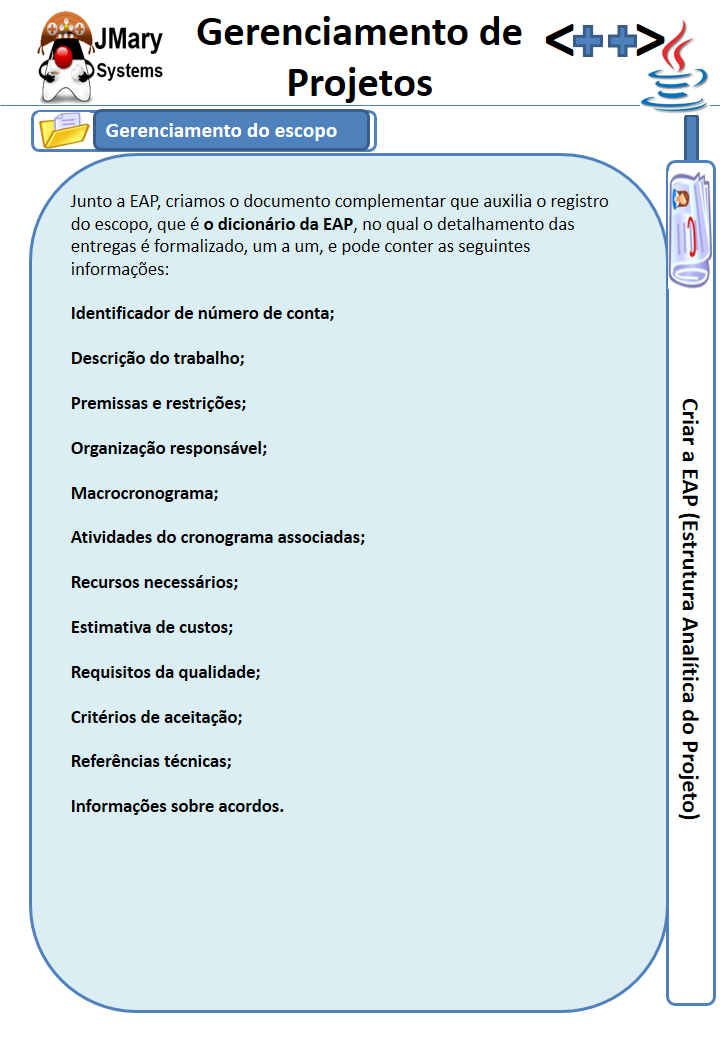 JMary
Systems
Gerenciamento de
Projetos
<++>
Gerenciamento do escopo
Junto a EAP, criamos o documento complementar que auxilia o registro
do escopo, que é o dicionário da EAP, no qual o detalhamento das
entregas é formalizado, um a um, e pode conter as seguintes
informações:
Identificador de número de conta;
Descrição do trabalho;
Premissas e restrições;
Organização responsável;
Macrocronograma;
Atividades do cronograma associadas;
Recursos necessários;
Estimativa de custos;
Requisitos da qualidade;
Critérios de aceitação;
Referências técnicas;
Informações sobre acordos.
Criar a EAP (Estrutura Analítica do Projeto)